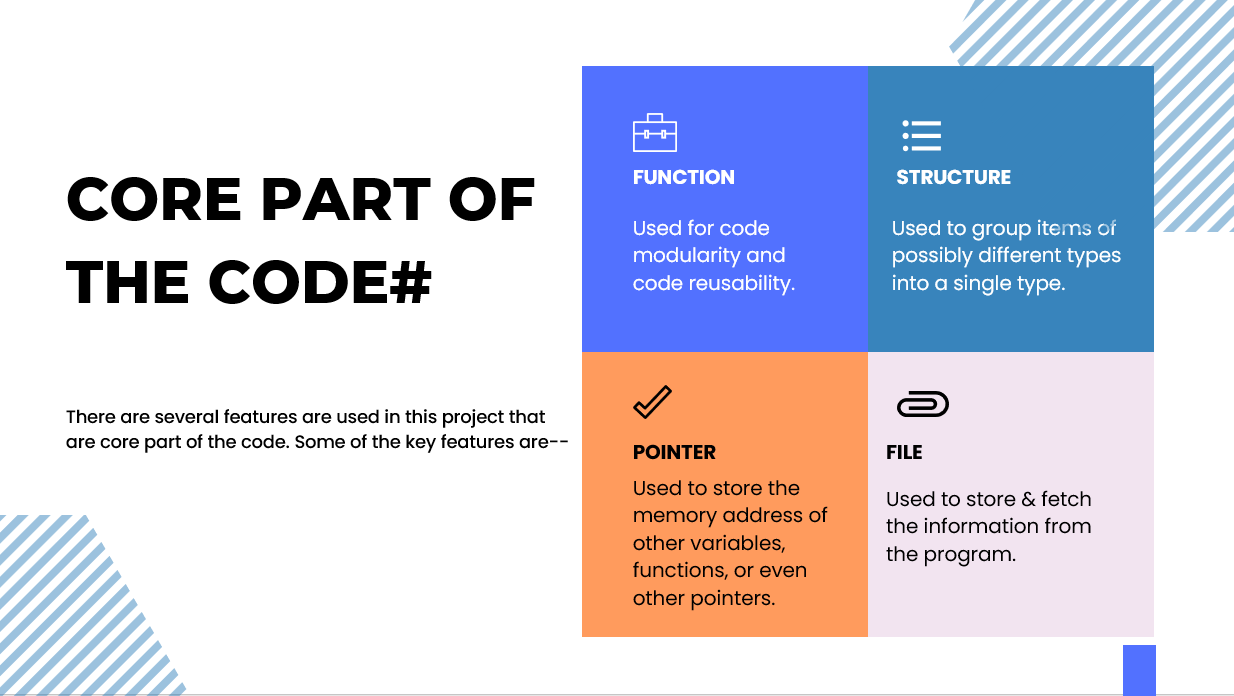 CORE PART OF
THE CODE#
There are several features are used in this project that
are core part of the code. Some of the key features are--
FUNCTION
Used for code
modularity and
code reusability.
STRUCTURE
Used to group items of
possibly different types
into a single type.
POINTER
Used to store the
memory address of
other variables,
functions, or even
other pointers.
FILE
Used to store & fetch
the information from
the program.